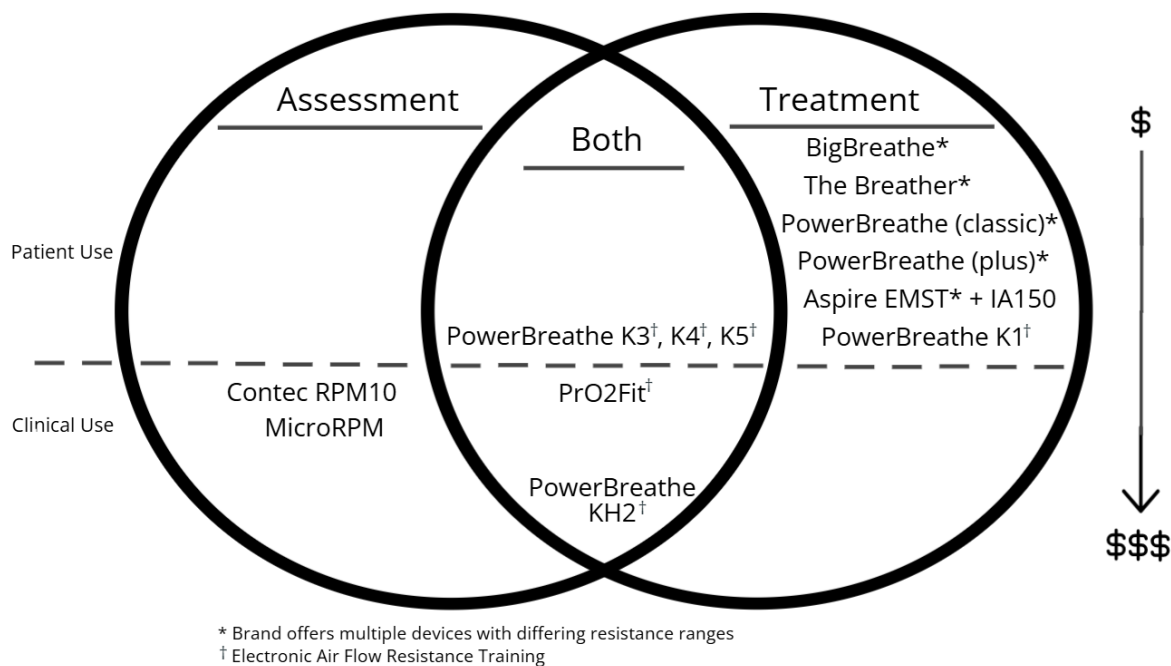 Assessment
Both
Treatment
$
BigBreathe*
The Breather*
PowerBreathe (classic)*
Patient Use
PowerBreathe (plus)*
Aspire EMST* + IA150
PowerBreathe K3†, K4†, K5†
PowerBreathe K1†
Contec RPM10
MicroRPM
PrO2Fit†
Clinical Use
PowerBreathe
KH2†
$$$
* Brand offers multiple devices with differing resistance ranges
† Electronic Air Flow Resistance Training